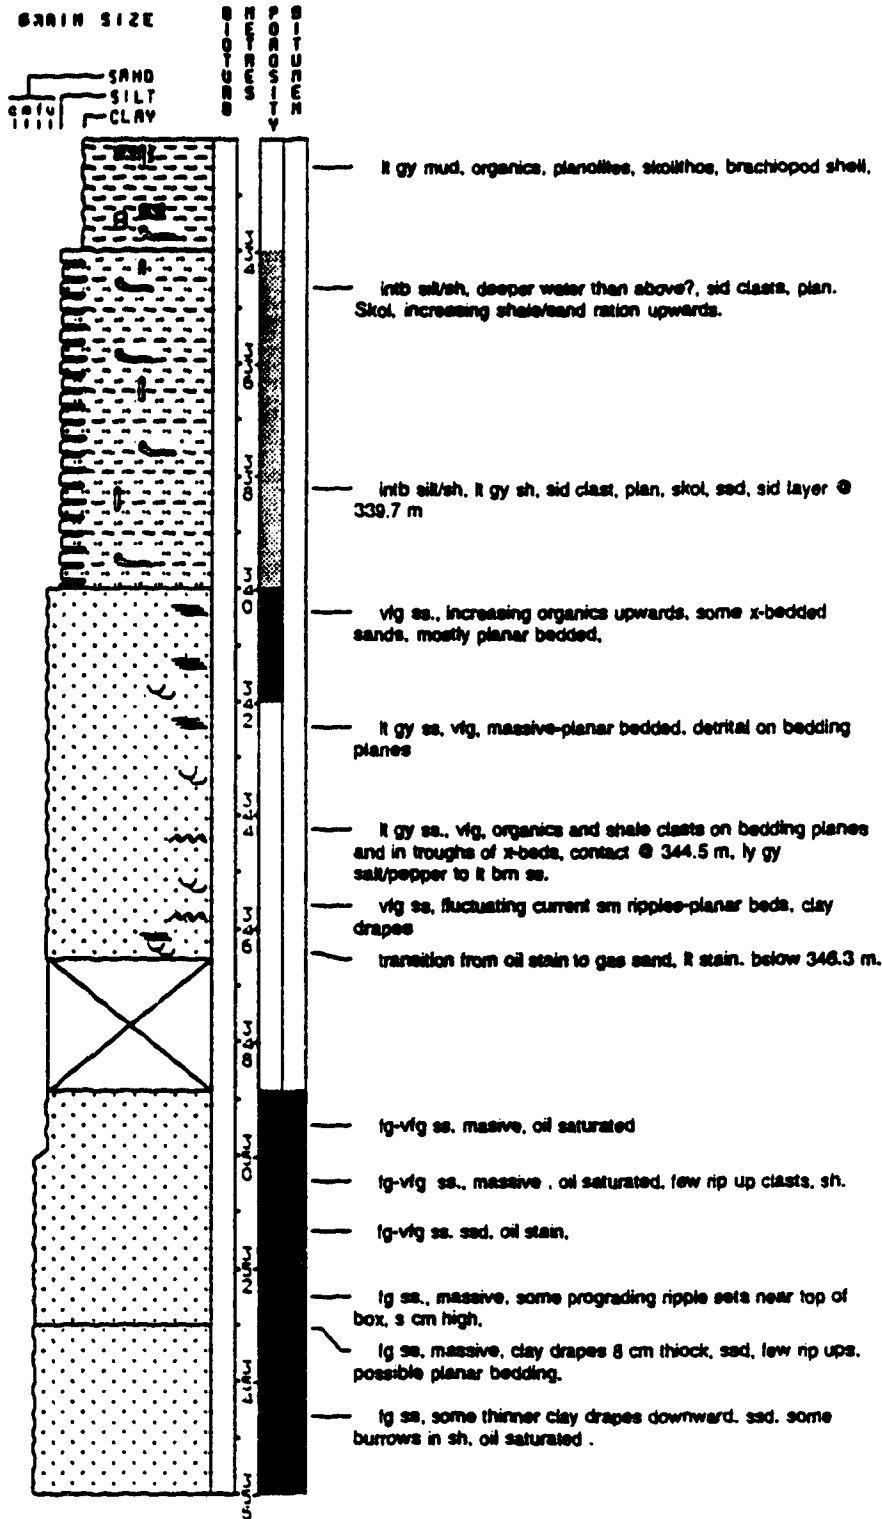 GRAIN SIZE
BIOTURB
METRES
POROSITY
BITUMEN
SAND
SILT
CLAY
lt gy mud, organics, planolites, skolithos, brachiopod shell,
intb silt/sh, deeper water than above?, sid clasts, plan.
Skol, increasing shale/sand ration upwards.
intb silt/sh, lt gy sh, sid clast, plan, skol, ssd, sid layer @
339.7 m
vfg ss., increasing organics upwards, some x-bedded
sands, mostly planar bedded,
lt gy ss, vfg, massive-planar bedded. detrital on bedding
planes
lt gy ss., vfg, organics and shale clasts on bedding planes
and in troughs of x-beds, contact @ 344.5 m, ly gy
salt/pepper to lt brn ss.
vfg ss, fluctuating current sm ripples-planar beds, clay
drapes
transition from oil stain to gas sand, lt stain. below 346.3 m.
fg-vfg ss. masive, oil saturated
fg-vfg ss., massive . oil saturated. few rip up clasts, sh.
fg-vfg ss. ssd. oil stain,
fg ss., massive, some prograding ripple sets near top of
box, s cm high,
fg ss, massive, clay drapes 8 cm thiock, ssd, few rip ups.
possible planar bedding.
fg ss, some thinner clay drapes downward. ssd. some
burrows in sh, oil saturated .
334
336
338
340
342
344
346
348